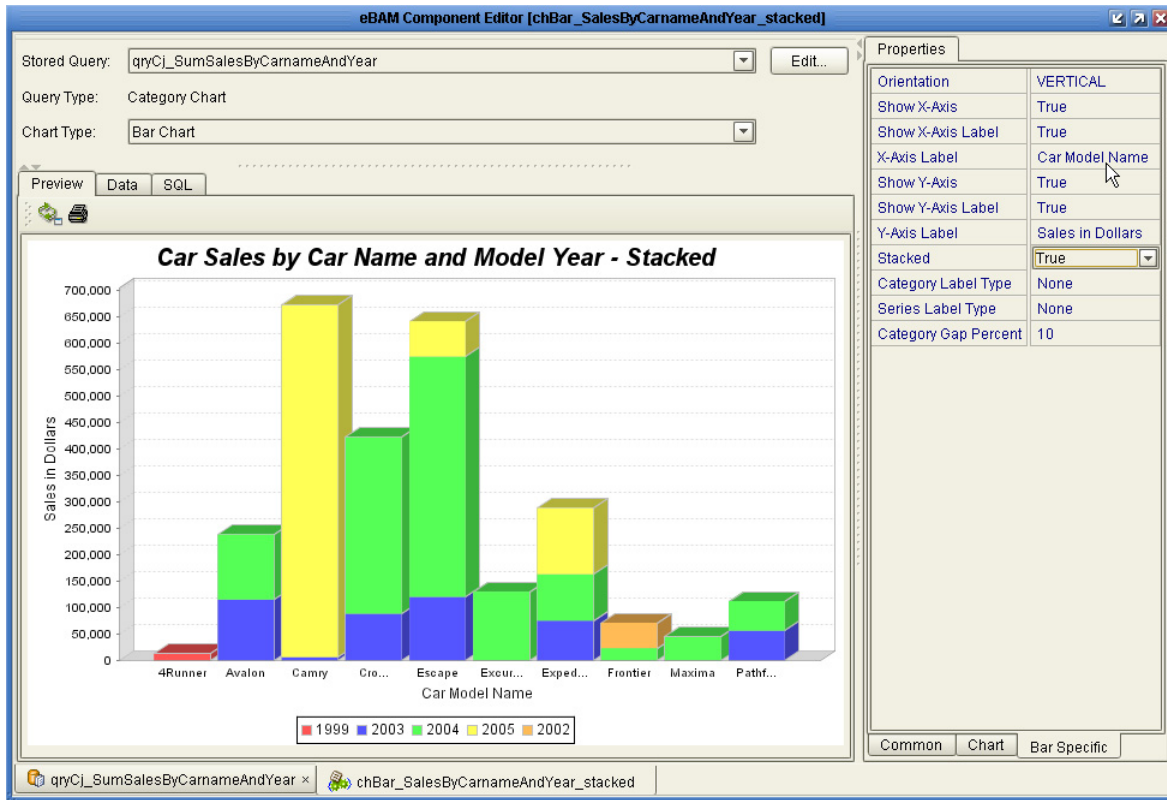 eBAM Component Editor [chBar_SalesByCarnameAndYear_stacked]
Stored Query: qryCj_SumSalesByCarnameAndYear Edit...
Query Type: Category Chart
Chart Type: Bar Chart
Preview Data SQL
Car Sales by Car Name and Model Year - Stacked
Sales in Dollars
700,000
650,000
600,000
550,000
500,000
450,000
400,000
350,000
300,000
250,000
200,000
150,000
100,000
50,000
0
4Runner Avalon Camry Cro... Escape Excur... Exped... Frontier Maxima Pathf...
Car Model Name
1999 2003 2004 2005 2002
qryCj_SumSalesByCarnameAndYear × chBar_SalesByCarnameAndYear_stacked
Properties
Orientation VERTICAL
Show X-Axis True
Show X-Axis Label True
X-Axis Label Car Model Name
Show Y-Axis True
Show Y-Axis Label True
Y-Axis Label Sales in Dollars
Stacked True
Category Label Type None
Series Label Type None
Category Gap Percent 10
Common Chart Bar Specific